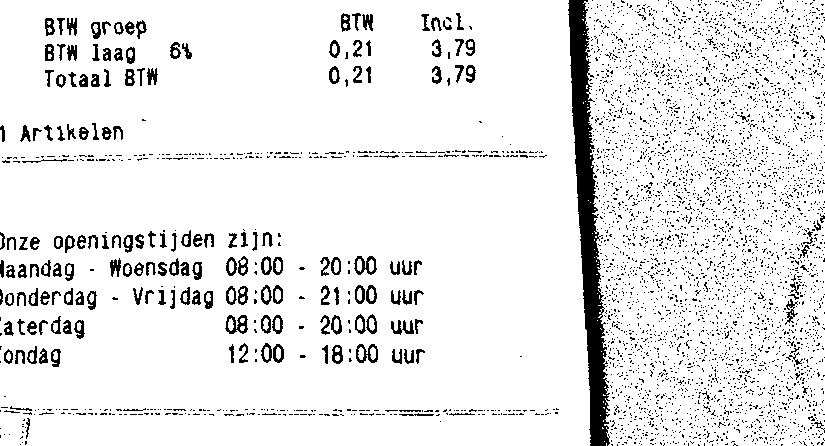 BTW groep BTW Incl.
BTW laag 6% 0,21 3,79
Totaal BTW 0,21 3,79
1 Artikelen
Onze openingstijden zijn:
Maandag - Woensdag 08:00 - 20:00 uur
Donderdag - Vrijdag 08:00 - 21:00 uur
Zaterdag 08:00 - 20:00 uur
Zondag 12:00 - 18:00 uur